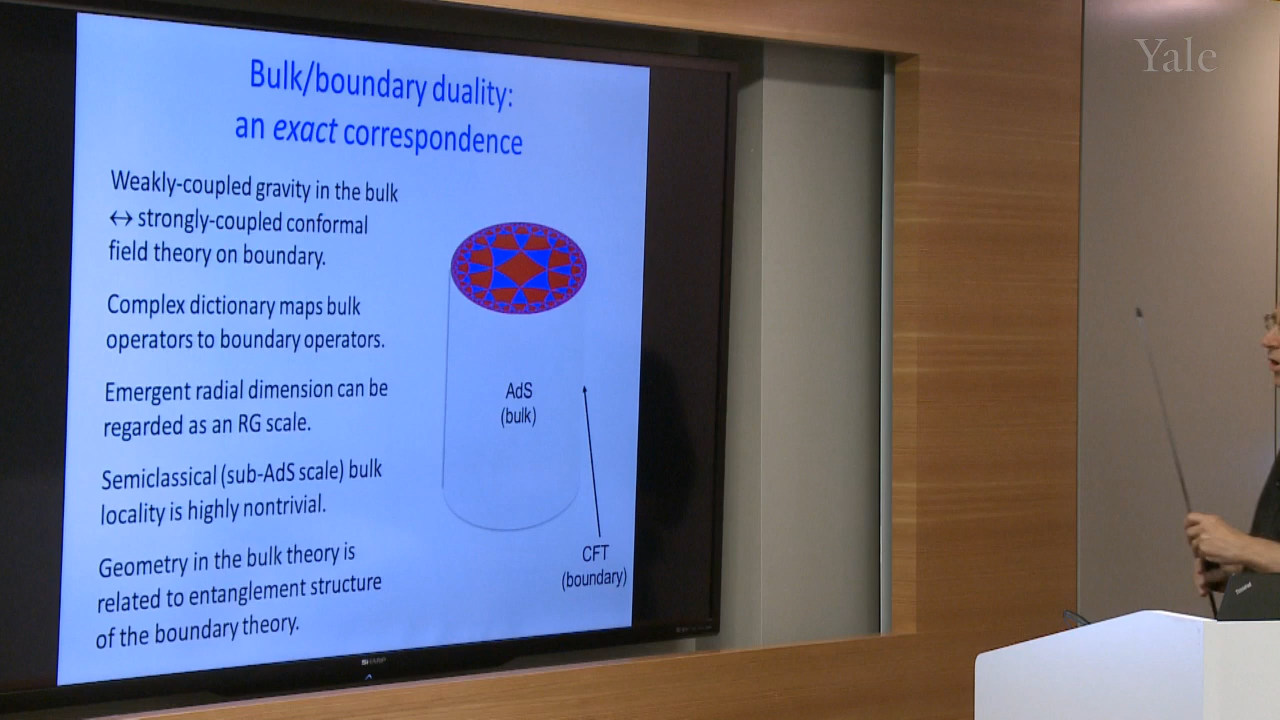 Yale
Bulk/boundary duality:
an exact correspondence
Weakly-coupled gravity in the bulk
↔ strongly-coupled conformal
field theory on boundary.
Complex dictionary maps bulk
operators to boundary operators.
Emergent radial dimension can be
regarded as an RG scale.
Semiclassical (sub-AdS scale) bulk
locality is highly nontrivial.
Geometry in the bulk theory is
related to entanglement structure
of the boundary theory.
AdS
(bulk)
CFT
(boundary)
SHARP
ThinkPad